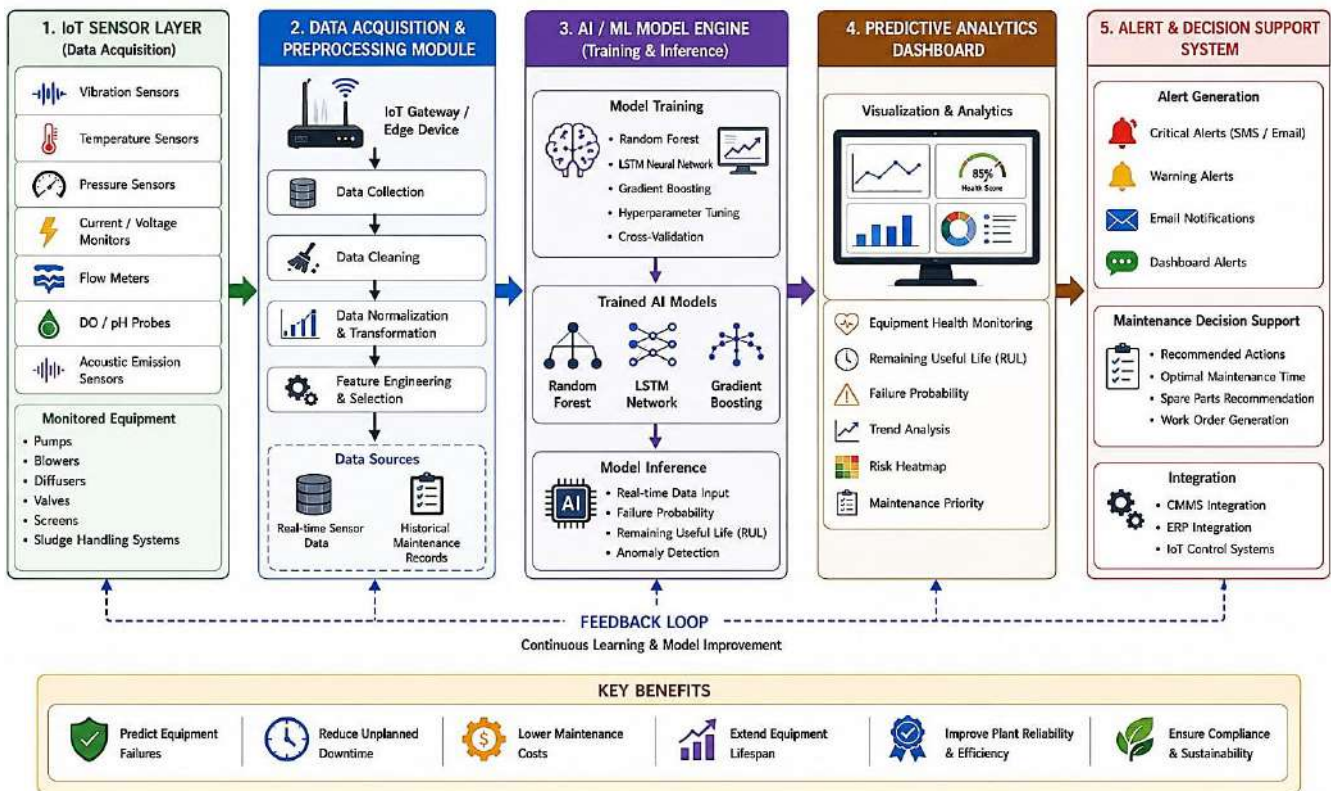 1. IoT SENSOR LAYER
(Data Acquisition)
Vibration Sensors
Temperature Sensors
Pressure Sensors
Current / Voltage
Monitors
Flow Meters
DO / pH Probes
Acoustic Emission
Sensors
Monitored Equipment
• Pumps
• Blowers
• Diffusers
• Valves
• Screens
• Sludge Handling Systems
2. DATA ACQUISITION &
PREPROCESSING MODULE
IoT Gateway /
Edge Device
Data Collection
Data Cleaning
Data Normalization
& Transformation
Feature Engineering
& Selection
Data Sources
Real-time Sensor
Data
Historical
Maintenance
Records
3. AI / ML MODEL ENGINE
(Training & Inference)
Model Training
• Random Forest
• LSTM Neural Network
• Gradient Boosting
• Hyperparameter Tuning
• Cross-Validation
Trained AI Models
Random
Forest
LSTM
Network
Gradient
Boosting
Model Inference
AI
• Real-time Data Input
• Failure Probability
• Remaining Useful Life (RUL)
• Anomaly Detection
4. PREDICTIVE ANALYTICS
DASHBOARD
Visualization & Analytics
85%
Health Score
Equipment Health Monitoring
Remaining Useful Life (RUL)
Failure Probability
Trend Analysis
Risk Heatmap
Maintenance Priority
5. ALERT & DECISION SUPPORT
SYSTEM
Alert Generation
Critical Alerts (SMS / Email)
Warning Alerts
Email Notifications
Dashboard Alerts
Maintenance Decision Support
• Recommended Actions
• Optimal Maintenance Time
• Spare Parts Recommendation
• Work Order Generation
Integration
• CMMS Integration
• ERP Integration
• IoT Control Systems
FEEDBACK LOOP
Continuous Learning & Model Improvement
KEY BENEFITS
Predict Equipment
Failures
Reduce Unplanned
Downtime
$
Lower Maintenance
Costs
Extend Equipment
Lifespan
Improve Plant Reliability
& Efficiency
Ensure Compliance
& Sustainability